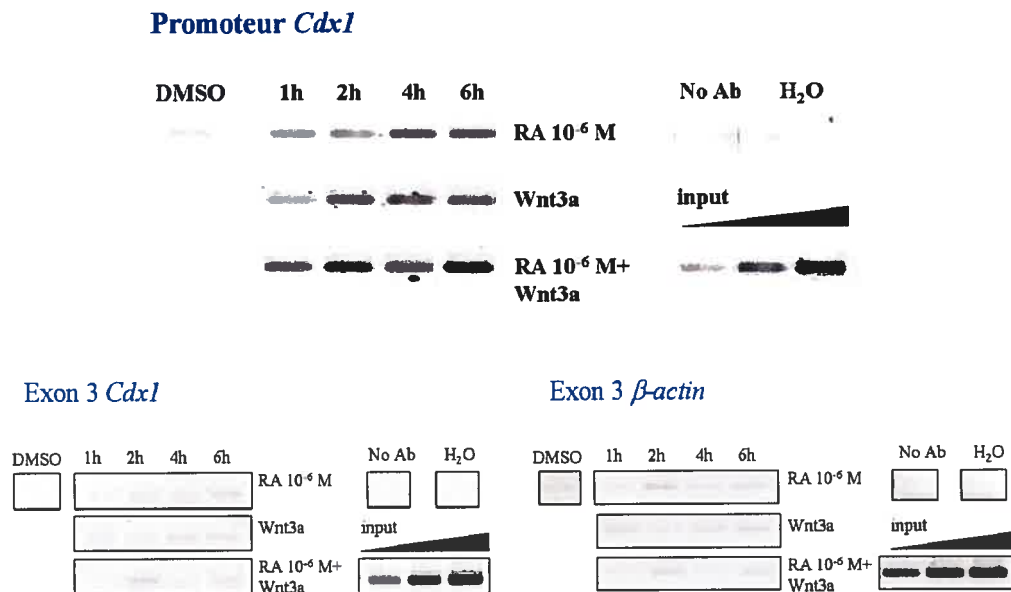 Promoteur Cdx1
DMSO 1h 2h 4h 6h No Ab H₂O
RA 10⁻⁶ M
Wnt3a input
RA 10⁻⁶ M+
Wnt3a
Exon 3 Cdx1
DMSO 1h 2h 4h 6h No Ab H₂O
RA 10⁻⁶ M
Wnt3a input
RA 10⁻⁶ M+
Wnt3a
Exon 3 β-actin
DMSO 1h 2h 4h 6h No Ab H₂O
RA 10⁻⁶ M
Wnt3a input
RA 10⁻⁶ M+
Wnt3a